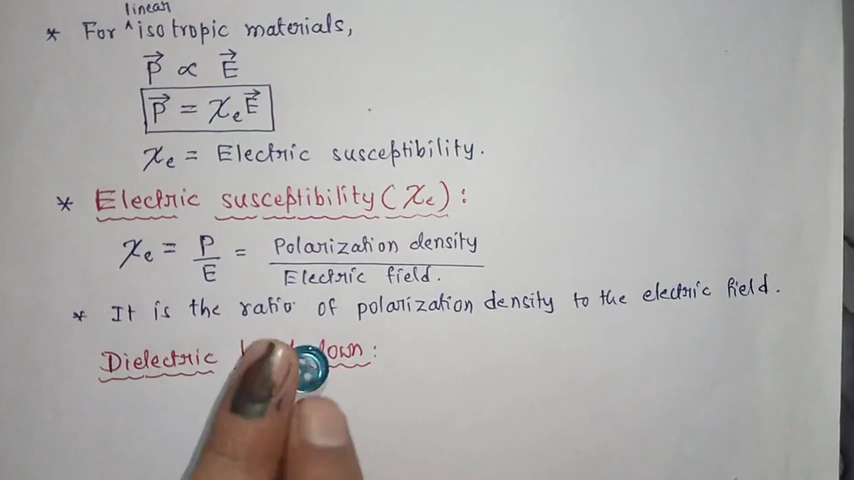 linear
* For ^ isotropic materials,
P⃗ ∝ E⃗
P⃗ = χe E⃗
χe = Electric susceptibility.
* Electric susceptibility (χe) :
χe = P/E = Polarization density / Electric field.
* It is the ratio of polarization density to the electric field.
Dielectric :